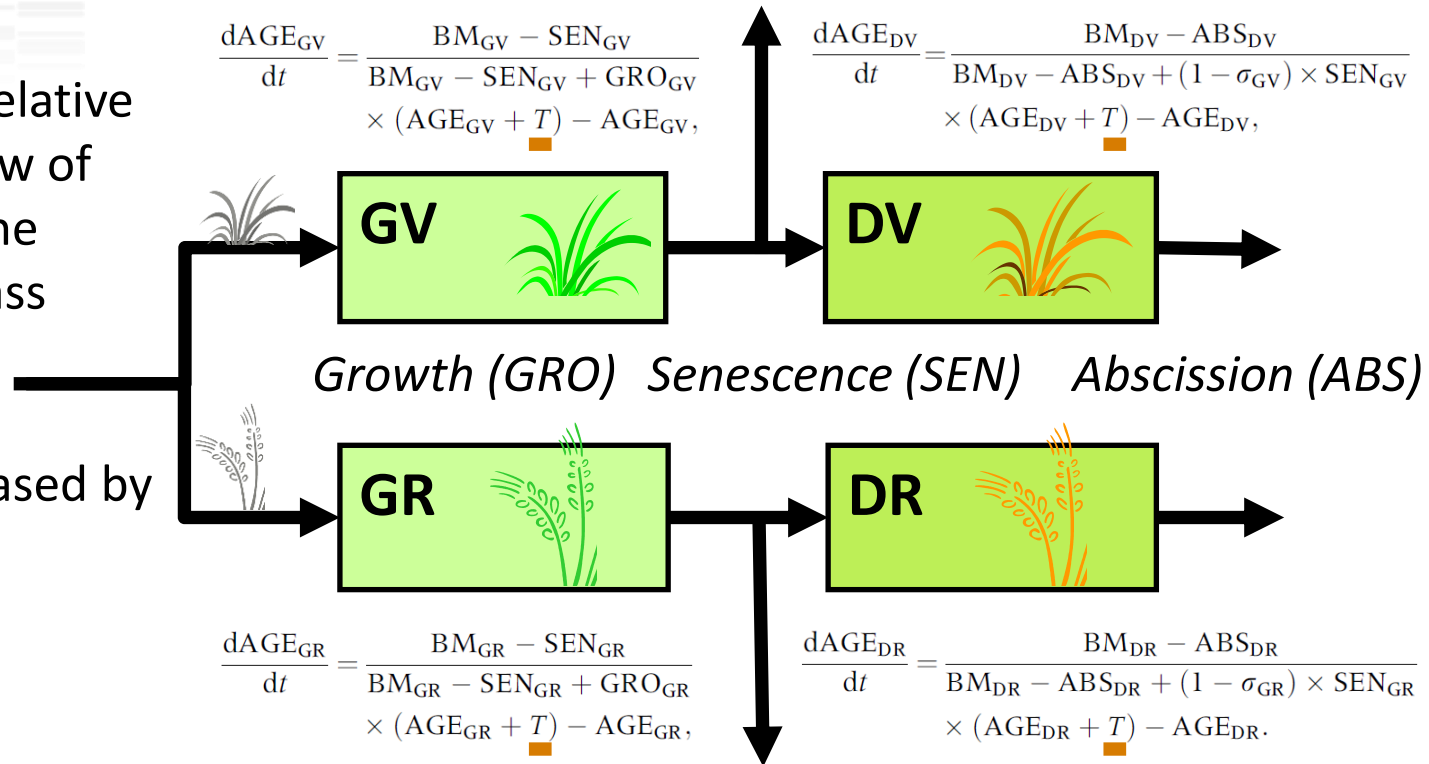 dAGE_GV/dt = (BM_GV − SEN_GV)/(BM_GV − SEN_GV + GRO_GV)
× (AGE_GV + T) − AGE_GV,
dAGE_DV/dt = (BM_DV − ABS_DV)/(BM_DV − ABS_DV + (1 − σ_GV) × SEN_GV)
× (AGE_DV + T) − AGE_DV,
elative
w of
ne
ass
GV
DV
Growth (GRO) Senescence (SEN) Abscission (ABS)
ased by
GR
DR
dAGE_GR/dt = (BM_GR − SEN_GR)/(BM_GR − SEN_GR + GRO_GR)
× (AGE_GR + T) − AGE_GR,
dAGE_DR/dt = (BM_DR − ABS_DR)/(BM_DR − ABS_DR + (1 − σ_GR) × SEN_GR)
× (AGE_DR + T) − AGE_DR.